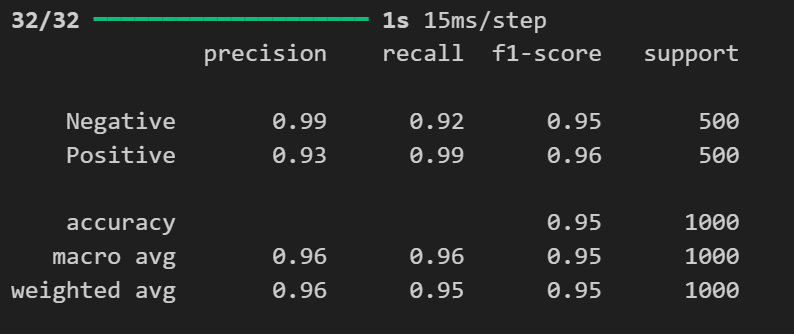 32/32 ━━━━━━━━━━━━━━━━━━━━ 1s 15ms/step
precision recall f1-score support
Negative 0.99 0.92 0.95 500
Positive 0.93 0.99 0.96 500
accuracy 0.95 1000
macro avg 0.96 0.96 0.95 1000
weighted avg 0.96 0.95 0.95 1000